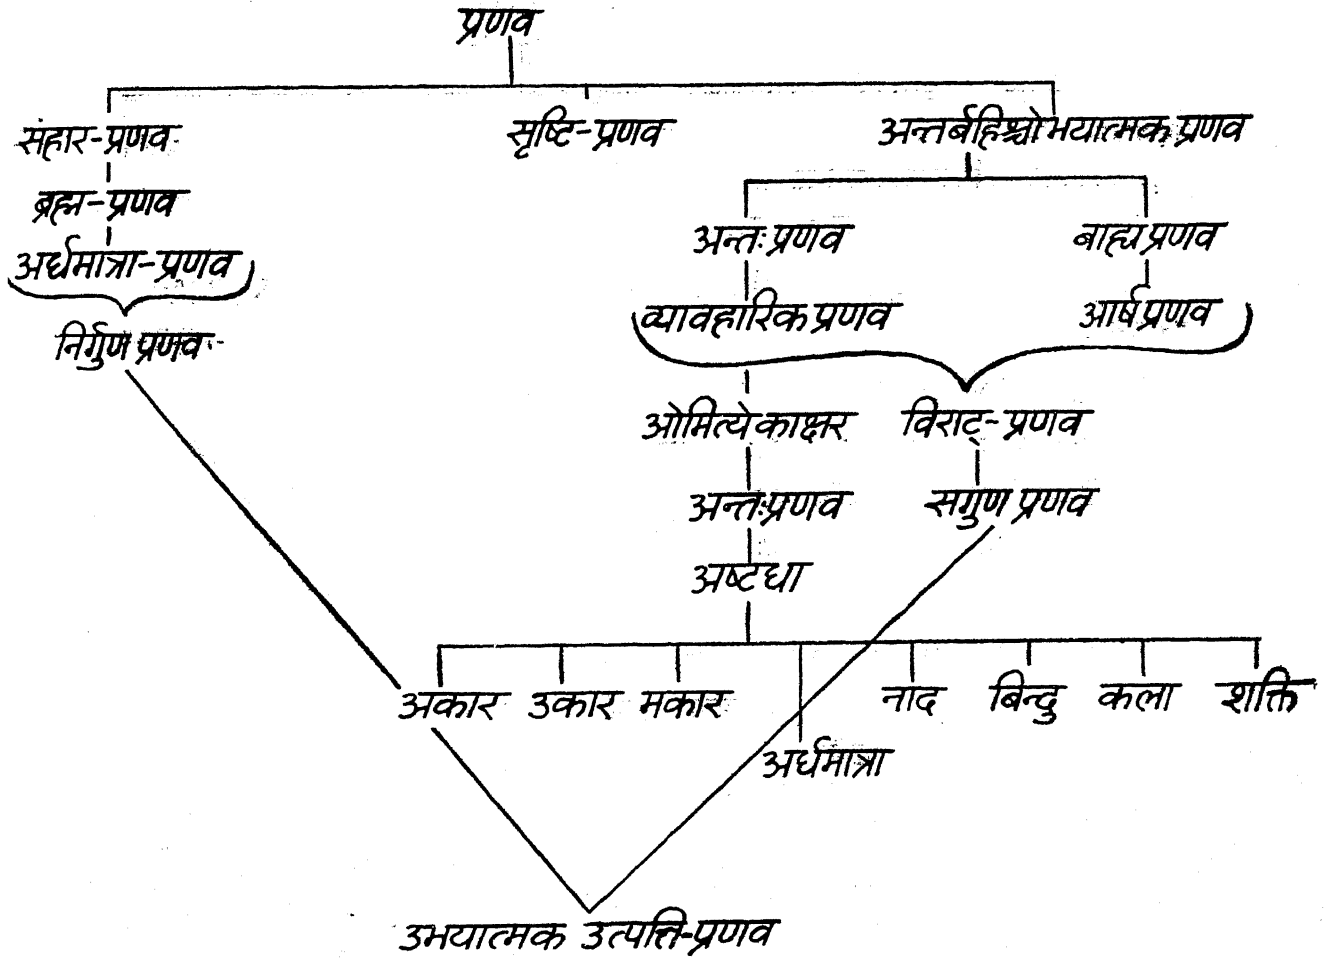 प्रणव
संहार-प्रणव सृष्टि-प्रणव अन्तर्बहिश्चोभयात्मक प्रणव
ब्रह्म-प्रणव
अन्तः प्रणव बाह्य प्रणव
अर्धमात्रा-प्रणव
व्यावहारिक प्रणव आर्ष प्रणव
निर्गुण प्रणव
ओमित्येकाक्षर विराट्-प्रणव
अन्तःप्रणव सगुण प्रणव
अष्टधा
अकार उकार मकार नाद बिन्दु कला शक्ति
अर्धमात्रा
उभयात्मक उत्पत्ति-प्रणव